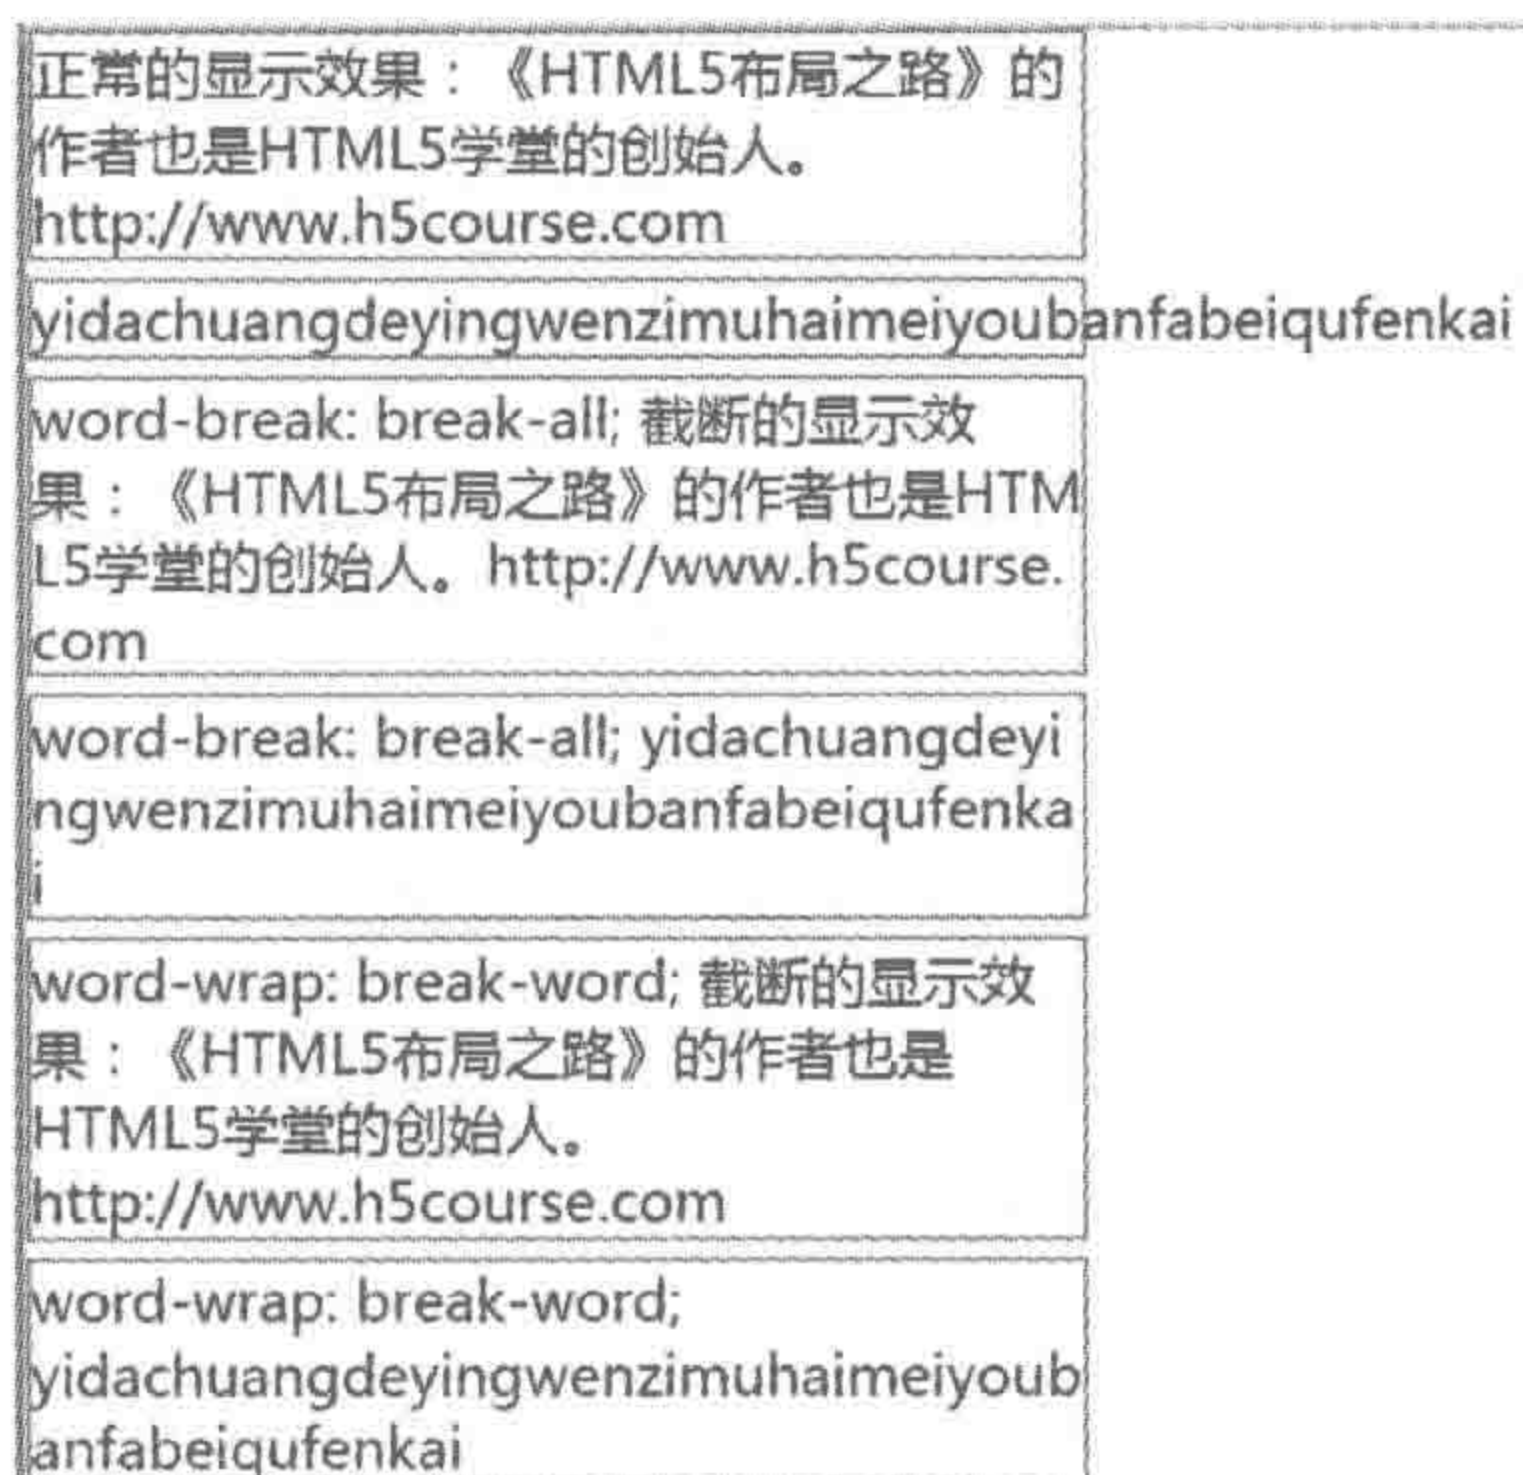 正常的显示效果：《HTML5布局之路》的
作者也是HTML5学堂的创始人。
http://www.h5course.com
yidachuangdeyingwenzimuhaimeiyoubanfabeiqufenkai
word-break: break-all; 截断的显示效
果：《HTML5布局之路》的作者也是HTM
L5学堂的创始人。http://www.h5course.
com
word-break: break-all; yidachuangdeyi
ngwenzimuhaimeiyoubanfabeiqufenka
i
word-wrap: break-word; 截断的显示效
果：《HTML5布局之路》的作者也是
HTML5学堂的创始人。
http://www.h5course.com
word-wrap: break-word;
yidachuangdeyingwenzimuhaimeiyoub
anfabeiqufenkai